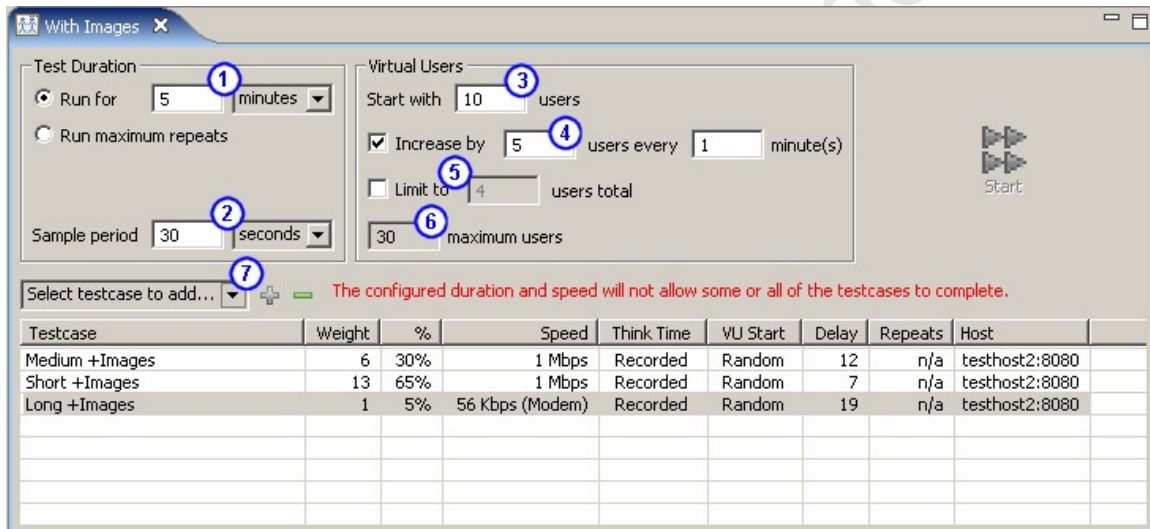 With Images
Test Duration
1
Run for 5 minutes
Run maximum repeats
2
Sample period 30 seconds
Virtual Users
3
Start with 10 users
4
Increase by 5 users every 1 minute(s)
5
Limit to 4 users total
6
30 maximum users
Start
7
Select testcase to add... The configured duration and speed will not allow some or all of the testcases to complete.
Testcase Weight % Speed Think Time VU Start Delay Repeats Host
Medium +Images 6 30% 1 Mbps Recorded Random 12 n/a testhost2:8080
Short +Images 13 65% 1 Mbps Recorded Random 7 n/a testhost2:8080
Long +Images 1 5% 56 Kbps (Modem) Recorded Random 19 n/a testhost2:8080